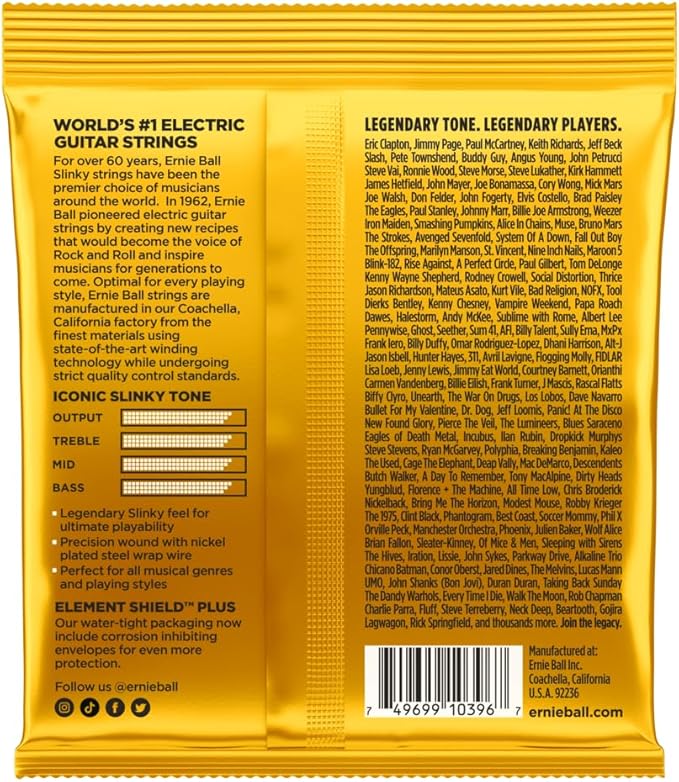 WORLD'S #1 ELECTRIC
GUITAR STRINGS
For over 60 years, Ernie Ball
Slinky strings have been the
premier choice of musicians
around the world. In 1962, Ernie
Ball pioneered electric guitar
strings by creating new recipes
that would become the voice of
Rock and Roll and inspire
musicians for generations to
come. Optimal for every playing
style, Ernie Ball strings are
manufactured in our Coachella,
California factory from the
finest materials using
state-of-the-art winding
technology while undergoing
strict quality control standards.
ICONIC SLINKY TONE
OUTPUT
TREBLE
MID
BASS
Legendary Slinky feel for
ultimate playability
Precision wound with nickel
plated steel wrap wire
Perfect for all musical genres
and playing styles
ELEMENT SHIELD™ PLUS
Our water-tight packaging now
include corrosion inhibiting
envelopes for even more
protection.
Follow us @ernieball
LEGENDARY TONE. LEGENDARY PLAYERS.
Eric Clapton, Jimmy Page, Paul McCartney, Keith Richards, Jeff Beck
Slash, Pete Townshend, Buddy Guy, Angus Young, John Petrucci
Steve Vai, Ronnie Wood, Steve Morse, Steve Lukather, Kirk Hammett
James Hetfield, John Mayer, Joe Bonamassa, Cory Wong, Mick Mars
Joe Walsh, Don Felder, John Fogerty, Elvis Costello, Brad Paisley
The Eagles, Paul Stanley, Johnny Marr, Billie Joe Armstrong, Weezer
Iron Maiden, Smashing Pumpkins, Alice In Chains, Muse, Bruno Mars
The Strokes, Avenged Sevenfold, System Of A Down, Fall Out Boy
The Offspring, Marilyn Manson, St. Vincent, Nine Inch Nails, Maroon 5
Blink-182, Rise Against, A Perfect Circle, Paul Gilbert, Tom DeLonge
Kenny Wayne Shepherd, Rodney Crowell, Social Distortion, Thrice
Jason Richardson, Mateus Asato, Kurt Vile, Bad Religion, NOFX, Tool
Dierks Bentley, Kenny Chesney, Vampire Weekend, Papa Roach
Dawes, Halestorm, Andy McKee, Sublime with Rome, Albert Lee
Pennywise, Ghost, Seether, Sum 41, AFI, Billy Talent, Sully Erna, MxPx
Frank Iero, Billy Duffy, Omar Rodriguez-Lopez, Dhani Harrison, Alt-J
Jason Isbell, Hunter Hayes, 311, Avril Lavigne, Flogging Molly, FIDLAR
Lisa Loeb, Jenny Lewis, Jimmy Eat World, Courtney Barnett, Orianthi
Carmen Vandenberg, Billie Eilish, Frank Turner, J Mascis, Rascal Flatts
Biffy Clyro, Unearth, The War On Drugs, Los Lobos, Dave Navarro
Bullet For My Valentine, Dr. Dog, Jeff Loomis, Panic! At The Disco
New Found Glory, Pierce The Veil, The Lumineers, Blues Saraceno
Eagles of Death Metal, Incubus, Ilan Rubin, Dropkick Murphys
Steve Stevens, Ryan McGarvey, Polyphia, Breaking Benjamin, Kaleo
The Used, Cage The Elephant, Deap Vally, Mac DeMarco, Descendents
Butch Walker, A Day To Remember, Tony MacAlpine, Dirty Heads
Yungblud, Florence + The Machine, All Time Low, Chris Broderick
Nickelback, Bring Me The Horizon, Modest Mouse, Robby Krieger
The 1975, Clint Black, Phantogram, Best Coast, Soccer Mommy, Phil X
Orville Peck, Manchester Orchestra, Phoenix, Julien Baker, Wolf Alice
Brian Fallon, Sleater-Kinney, Of Mice & Men, Sleeping with Sirens
The Hives, Iration, Lissie, John Sykes, Parkway Drive, Alkaline Trio
Chicano Batman, Conor Oberst, Jared Dines, The Melvins, Lucas Mann
UMO, John Shanks (Bon Jovi), Duran Duran, Taking Back Sunday
The Dandy Warhols, Every Time I Die, Walk The Moon, Rob Chapman
Charlie Parra, Fluff, Steve Terreberry, Neck Deep, Beartooth, Gojira
Lagwagon, Rick Springfield, and thousands more. Join the legacy.
7 49699 10396 7
Manufactured at:
Ernie Ball Inc.
Coachella, California
U.S.A. 92236
ernieball.com